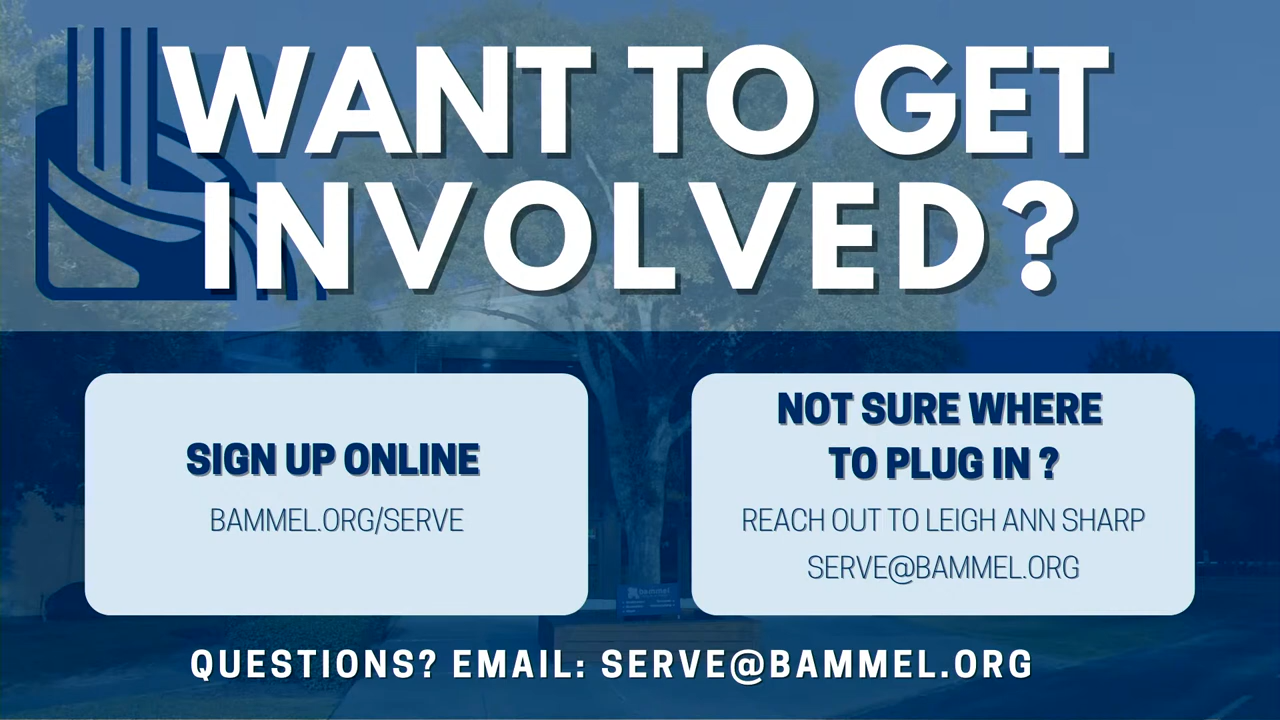 WANT TO GET
INVOLVED?
SIGN UP ONLINE
BAMMEL.ORG/SERVE
NOT SURE WHERE
TO PLUG IN ?
REACH OUT TO LEIGH ANN SHARP
SERVE@BAMMEL.ORG
Bammel
QUESTIONS? EMAIL: SERVE@BAMMEL.ORG